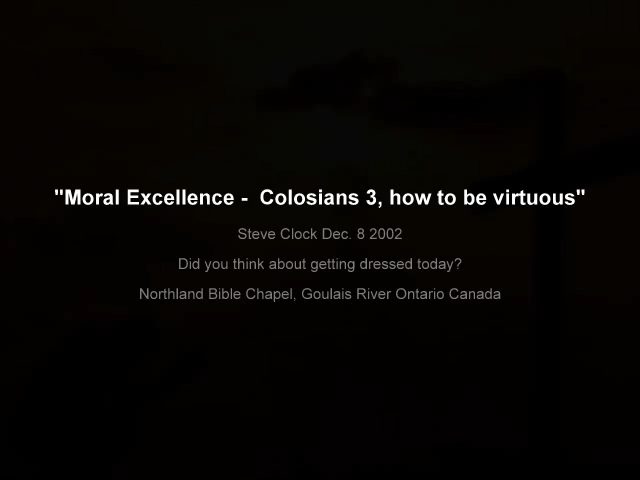 "Moral Excellence -  Colosians 3, how to be virtuous"
Steve Clock Dec. 8 2002
Did you think about getting dressed today?
Northland Bible Chapel, Goulais River Ontario Canada